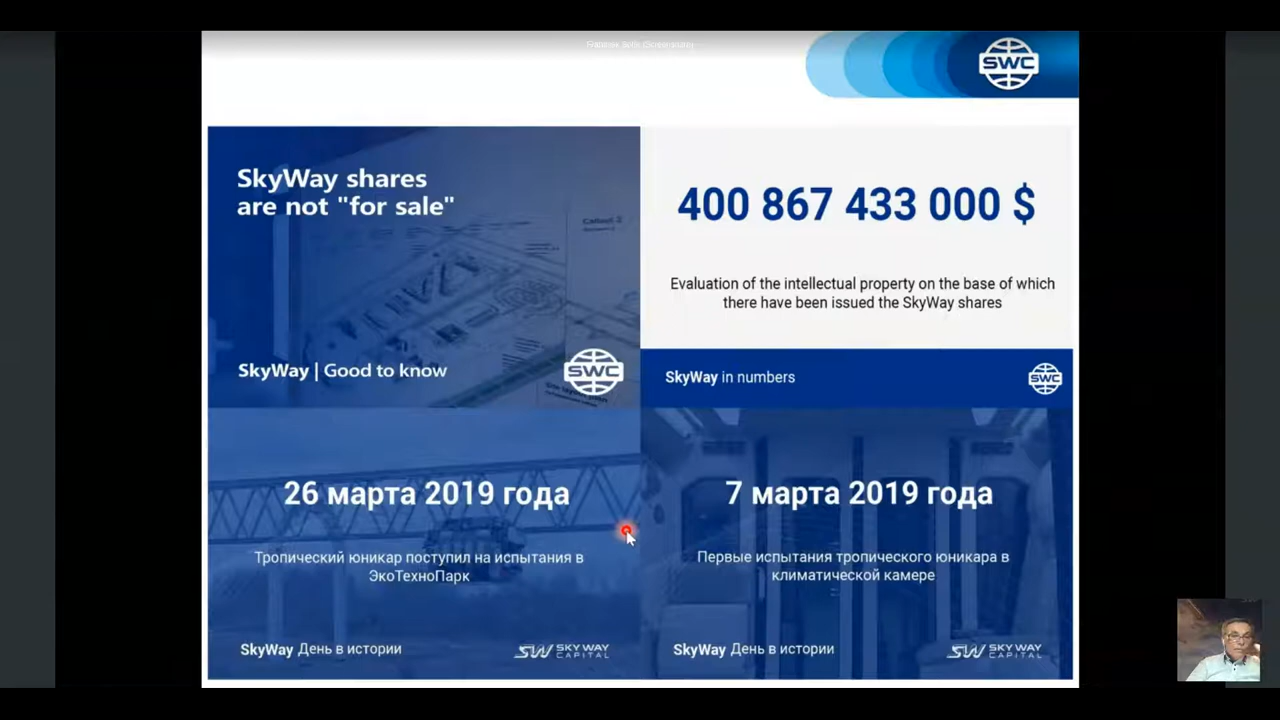 SWC
SkyWay shares
are not "for sale"
SkyWay | Good to know
SWC
400 867 433 000 $
Evaluation of the intellectual property on the base of which
there have been issued the SkyWay shares
SkyWay in numbers
SWC
26 марта 2019 года
Тропический юникар поступил на испытания в
ЭкоТехноПарк
SkyWay День в истории
SW SKY WAY
CAPITAL
7 марта 2019 года
Первые испытания тропического юникара в
климатической камере
SkyWay День в истории
SW SKY WAY
CAPITAL